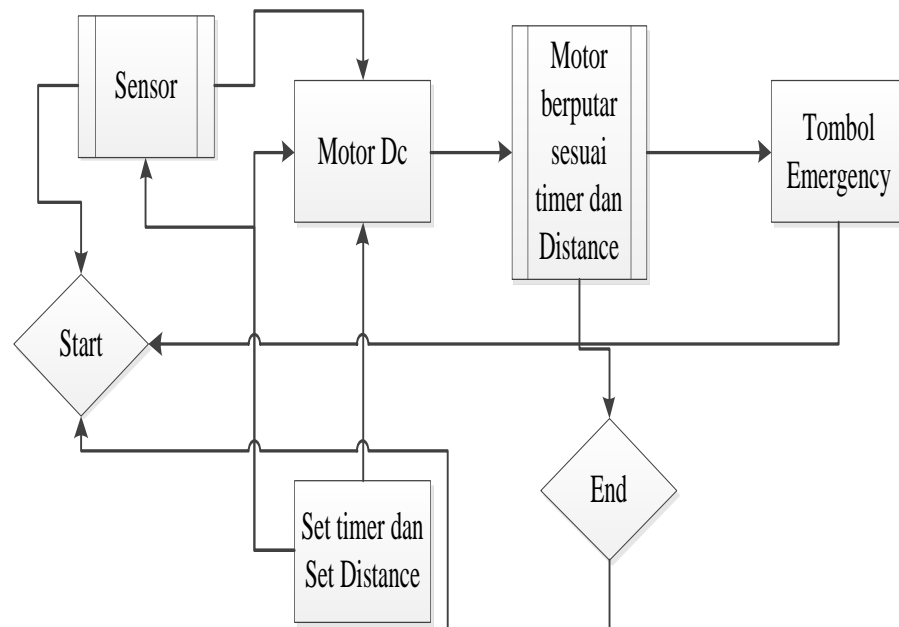 Sensor
Motor Dc
Motor
berputar
sesuai
timer dan
Distance
Tombol
Emergency
Start
End
Set timer dan
Set Distance